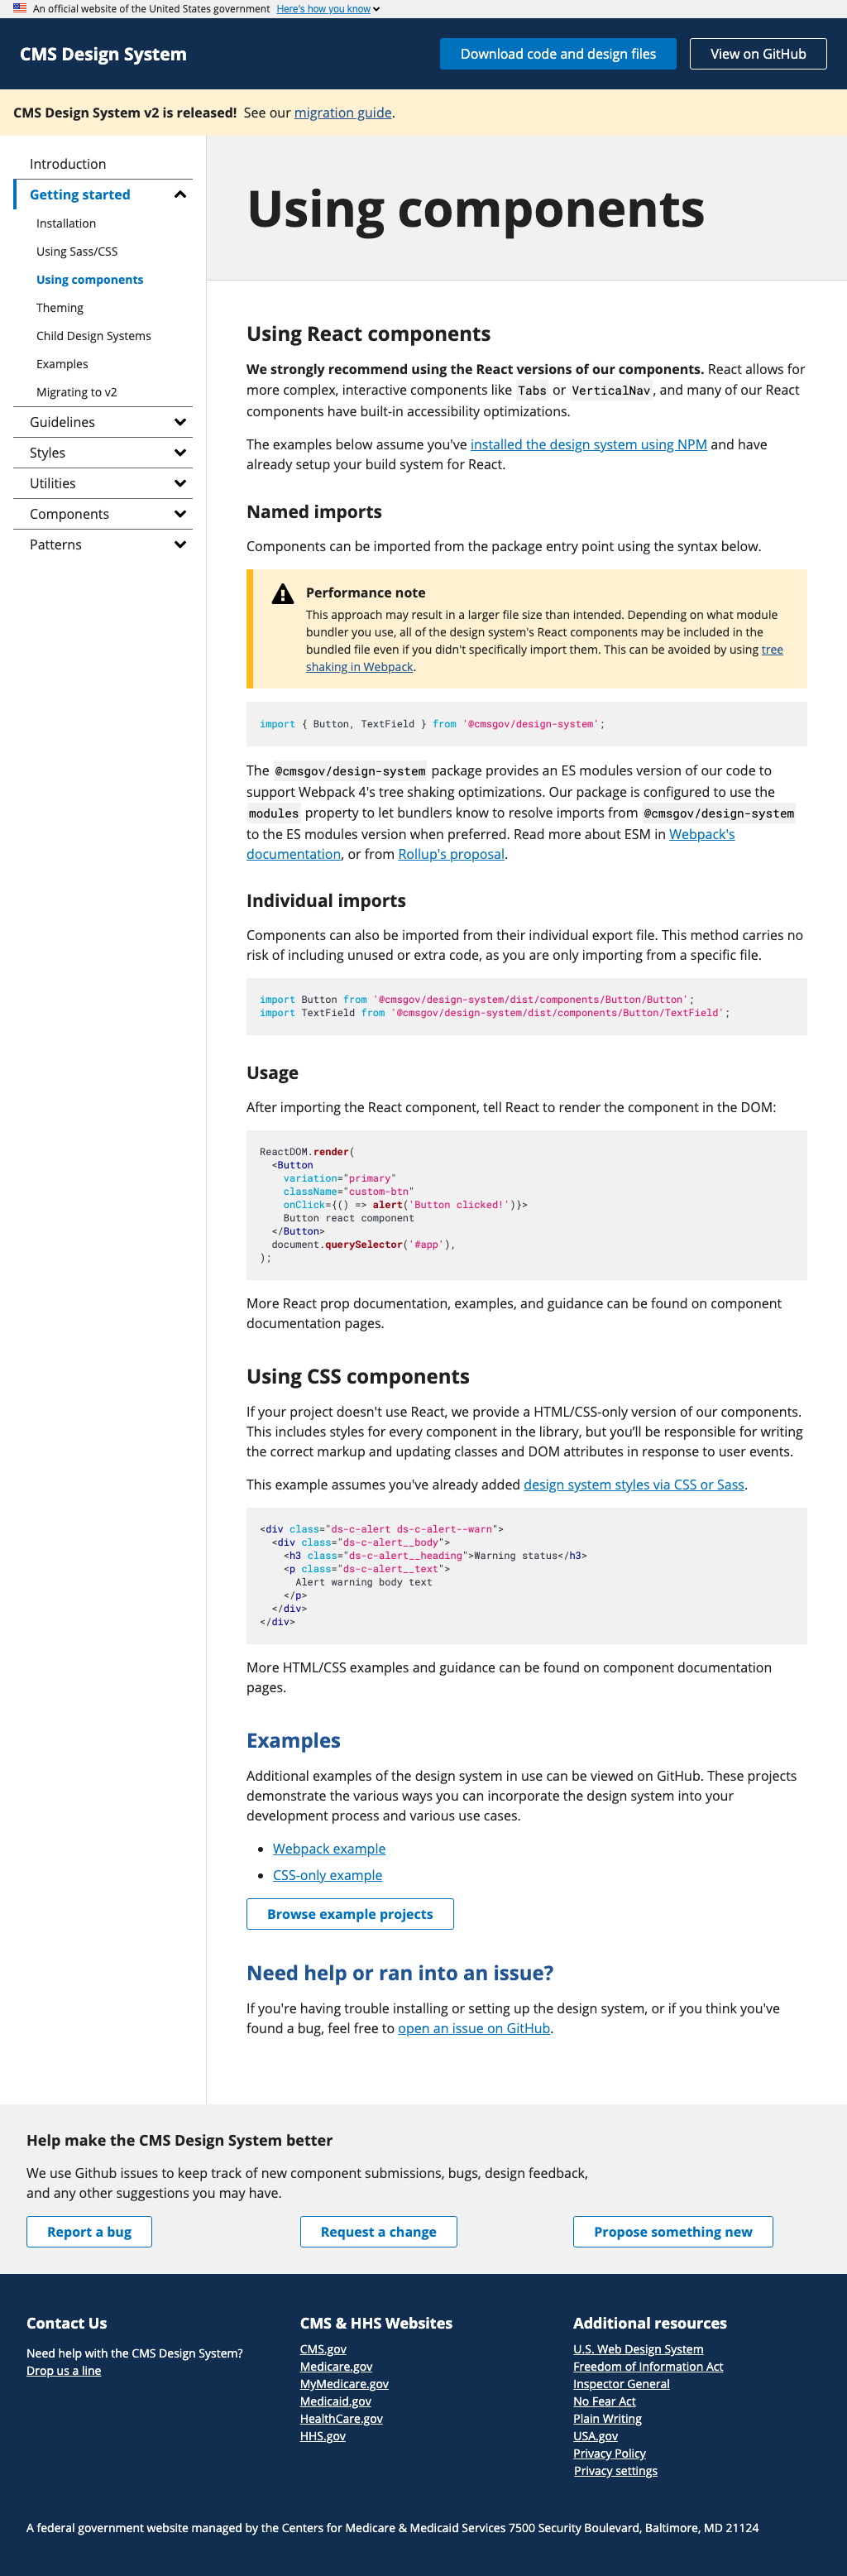 An official website of the United States government Here's how you know
CMS Design System
Download code and design files
View on GitHub
CMS Design System v2 is released! See our migration guide.
Introduction
Getting started
Installation
Using Sass/CSS
Using components
Theming
Child Design Systems
Examples
Migrating to v2
Guidelines
Styles
Utilities
Components
Patterns
Using components
Using React components
We strongly recommend using the React versions of our components. React allows for
more complex, interactive components like Tabs or VerticalNav, and many of our React
components have built-in accessibility optimizations.
The examples below assume you've installed the design system using NPM and have
already setup your build system for React.
Named imports
Components can be imported from the package entry point using the syntax below.
Performance note
This approach may result in a larger file size than intended. Depending on what module
bundler you use, all of the design system's React components may be included in the
bundled file even if you didn't specifically import them. This can be avoided by using tree
shaking in Webpack.
import { Button, TextField } from '@cmsgov/design-system';
The @cmsgov/design-system package provides an ES modules version of our code to
support Webpack 4's tree shaking optimizations. Our package is configured to use the
modules property to let bundlers know to resolve imports from @cmsgov/design-system
to the ES modules version when preferred. Read more about ESM in Webpack's
documentation, or from Rollup's proposal.
Individual imports
Components can also be imported from their individual export file. This method carries no
risk of including unused or extra code, as you are only importing from a specific file.
import Button from '@cmsgov/design-system/dist/components/Button/Button';
import TextField from '@cmsgov/design-system/dist/components/Button/TextField';
Usage
After importing the React component, tell React to render the component in the DOM:
ReactDOM.render(
<Button
variation="primary"
className="custom-btn"
onClick={() => alert('Button clicked!')}>
Button react component
</Button>
document.querySelector('#app'),
);
More React prop documentation, examples, and guidance can be found on component
documentation pages.
Using CSS components
If your project doesn't use React, we provide a HTML/CSS-only version of our components.
This includes styles for every component in the library, but you’ll be responsible for writing
the correct markup and updating classes and DOM attributes in response to user events.
This example assumes you've already added design system styles via CSS or Sass.
<div class="ds-c-alert ds-c-alert--warn">
<div class="ds-c-alert__body">
<h3 class="ds-c-alert__heading">Warning status</h3>
<p class="ds-c-alert__text">
Alert warning body text
</p>
</div>
</div>
More HTML/CSS examples and guidance can be found on component documentation
pages.
Examples
Additional examples of the design system in use can be viewed on GitHub. These projects
demonstrate the various ways you can incorporate the design system into your
development process and various use cases.
• Webpack example
• CSS-only example
Browse example projects
Need help or ran into an issue?
If you're having trouble installing or setting up the design system, or if you think you've
found a bug, feel free to open an issue on GitHub.
Help make the CMS Design System better
We use Github issues to keep track of new component submissions, bugs, design feedback,
and any other suggestions you may have.
Report a bug
Request a change
Propose something new
Contact Us
Need help with the CMS Design System?
Drop us a line
CMS & HHS Websites
CMS.gov
Medicare.gov
MyMedicare.gov
Medicaid.gov
HealthCare.gov
HHS.gov
Additional resources
U.S. Web Design System
Freedom of Information Act
Inspector General
No Fear Act
Plain Writing
USA.gov
Privacy Policy
Privacy settings
A federal government website managed by the Centers for Medicare & Medicaid Services 7500 Security Boulevard, Baltimore, MD 21124